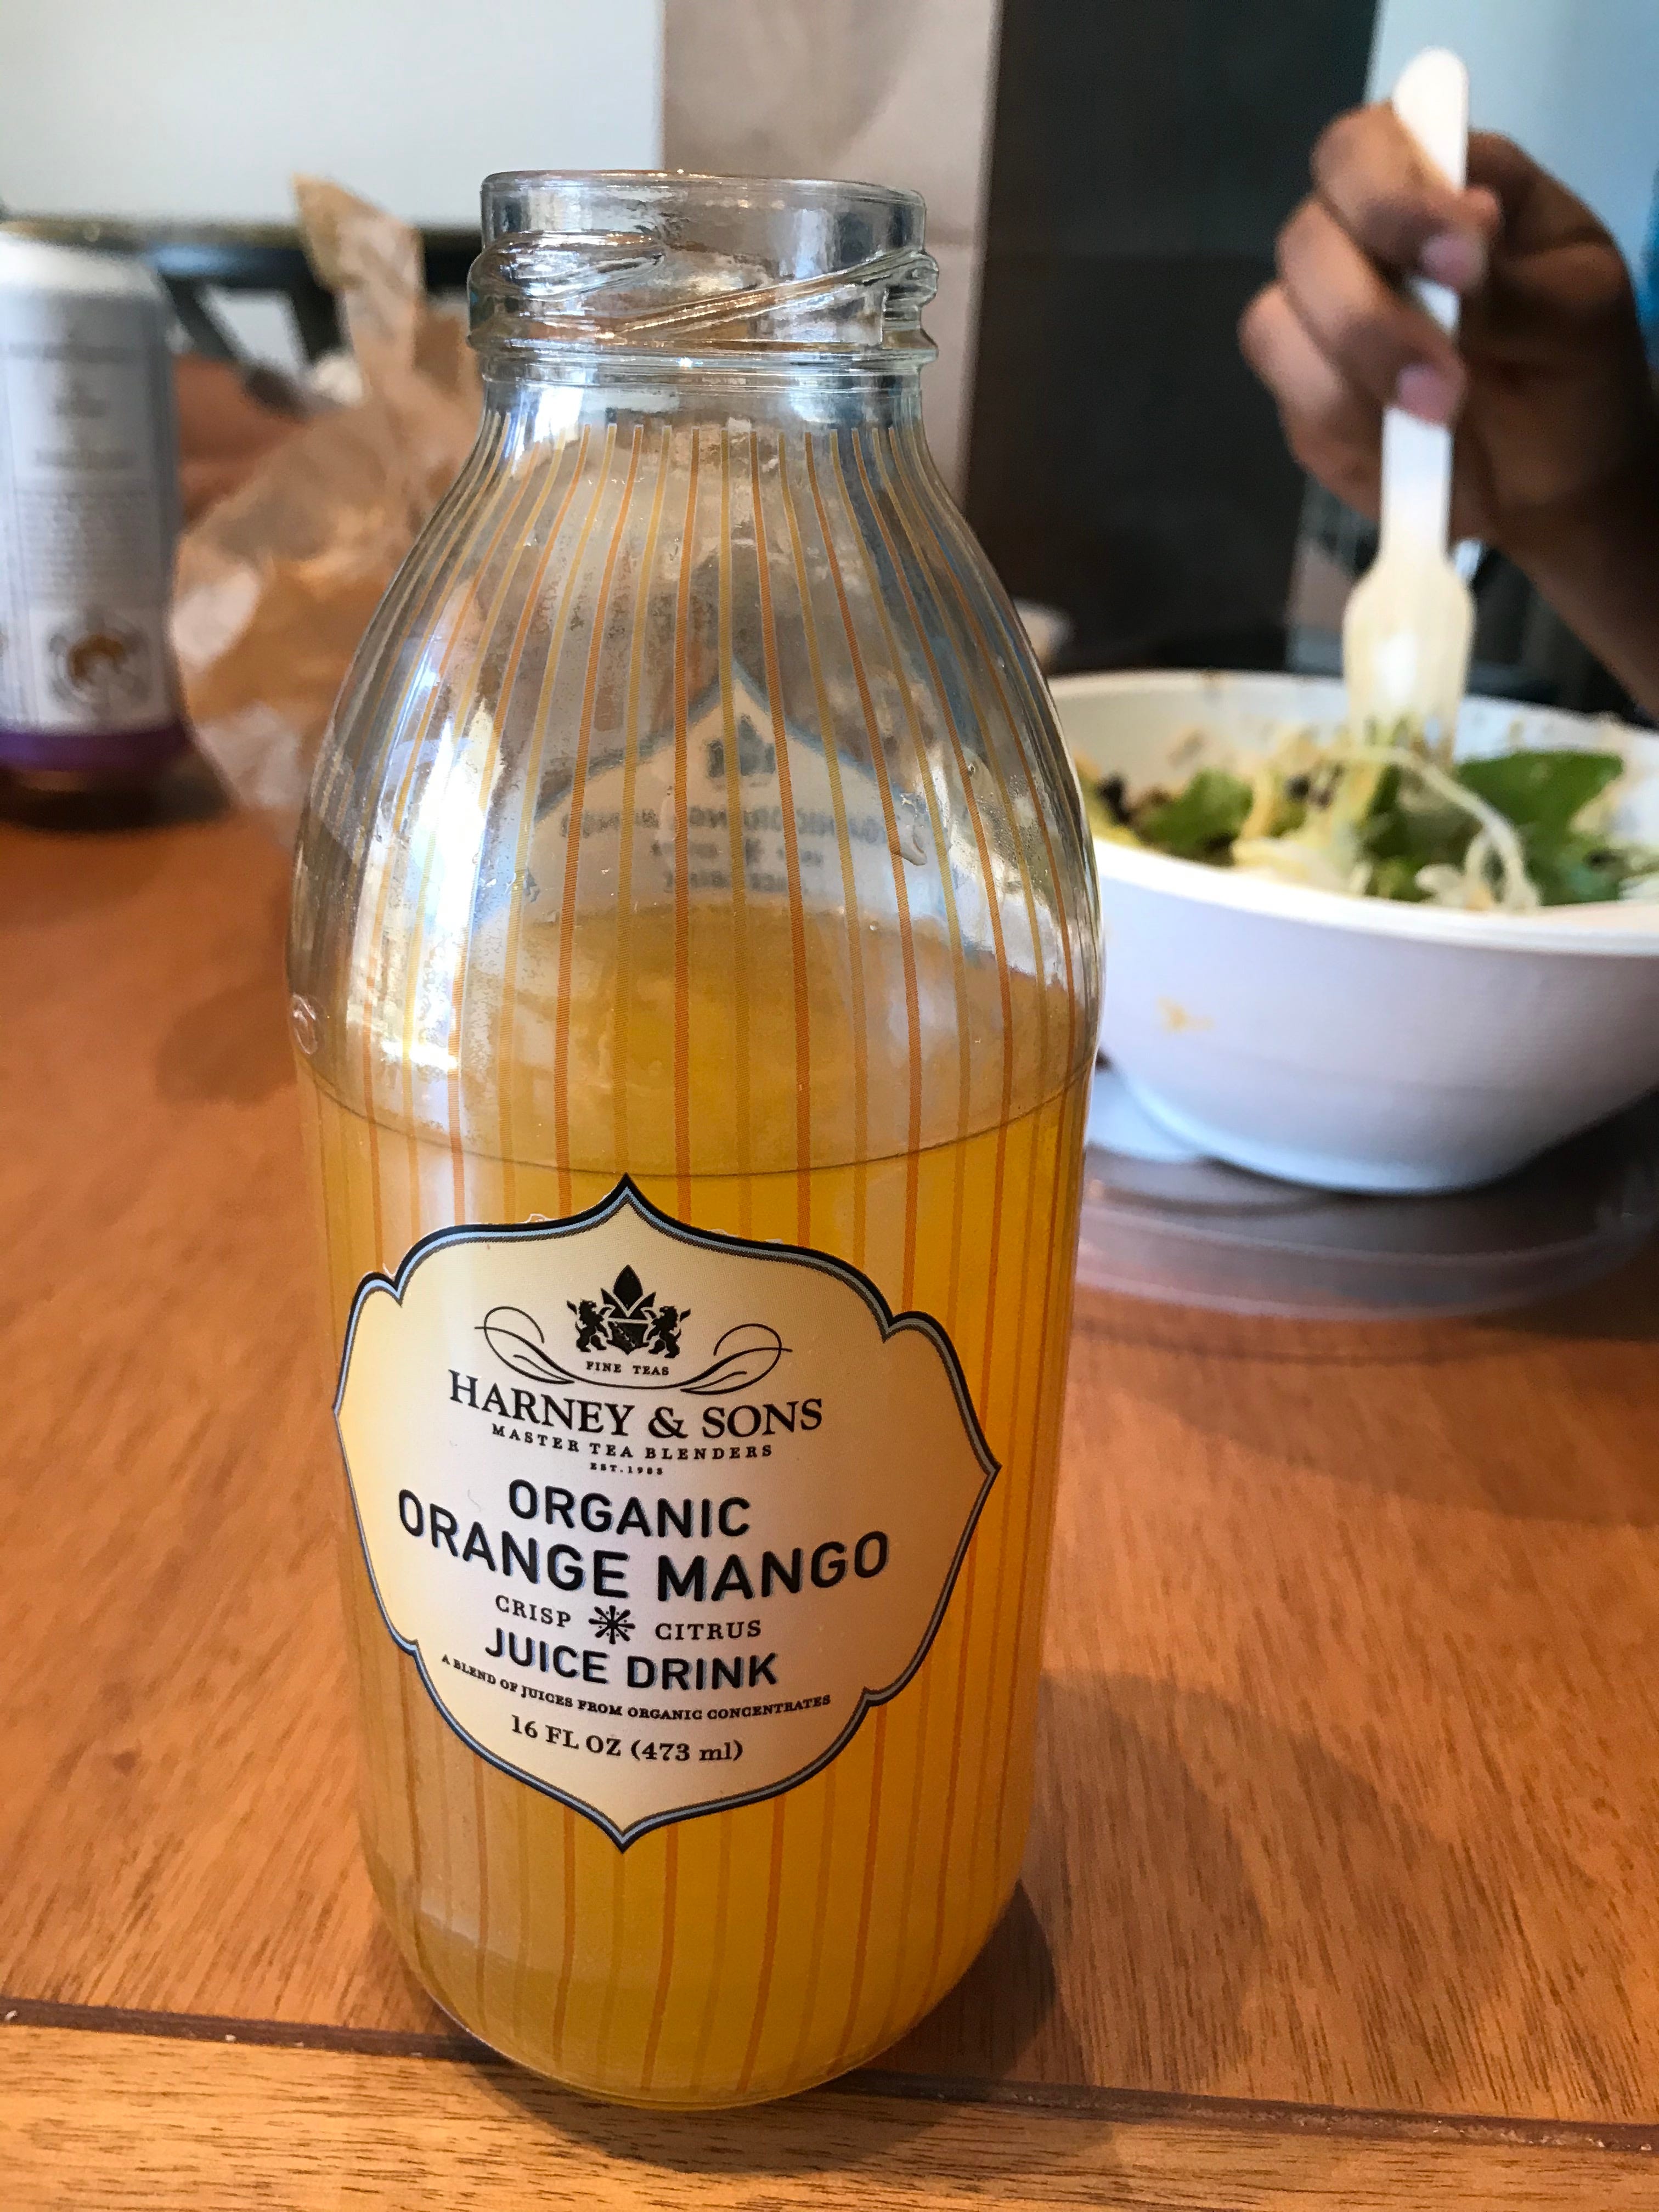 FINE TEAS
HARNEY & SONS
MASTER TEA BLENDERS
EST. 1983
ORGANIC
ORANGE MANGO
CRISP CITRUS
JUICE DRINK
A BLEND OF JUICES FROM ORGANIC CONCENTRATES
16 FL OZ (473 ml)